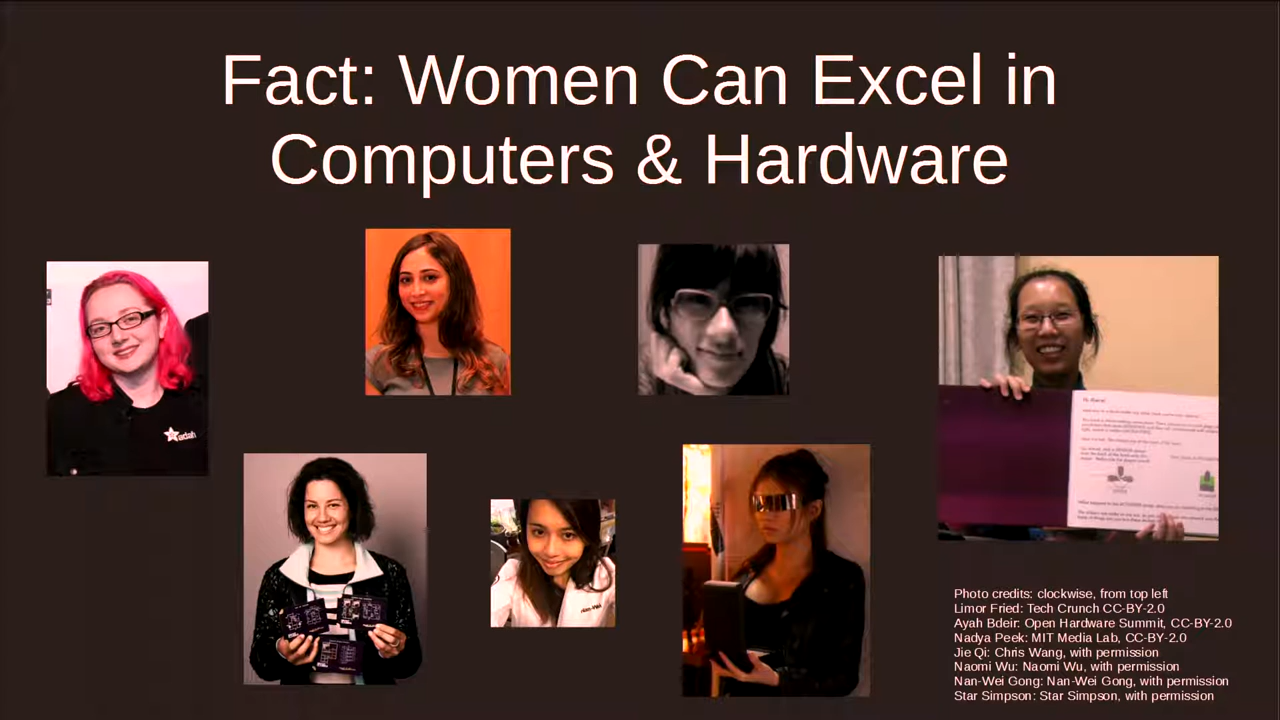 Fact: Women Can Excel in
Computers & Hardware
adafr
Nan-Wei
Photo credits: clockwise, from top left
Limor Fried: Tech Crunch CC-BY-2.0
Ayah Bdeir: Open Hardware Summit, CC-BY-2.0
Nadya Peek: MIT Media Lab, CC-BY-2.0
Jie Qi: Chris Wang, with permission
Naomi Wu: Naomi Wu, with permission
Nan-Wei Gong: Nan-Wei Gong, with permission
Star Simpson: Star Simpson, with permission